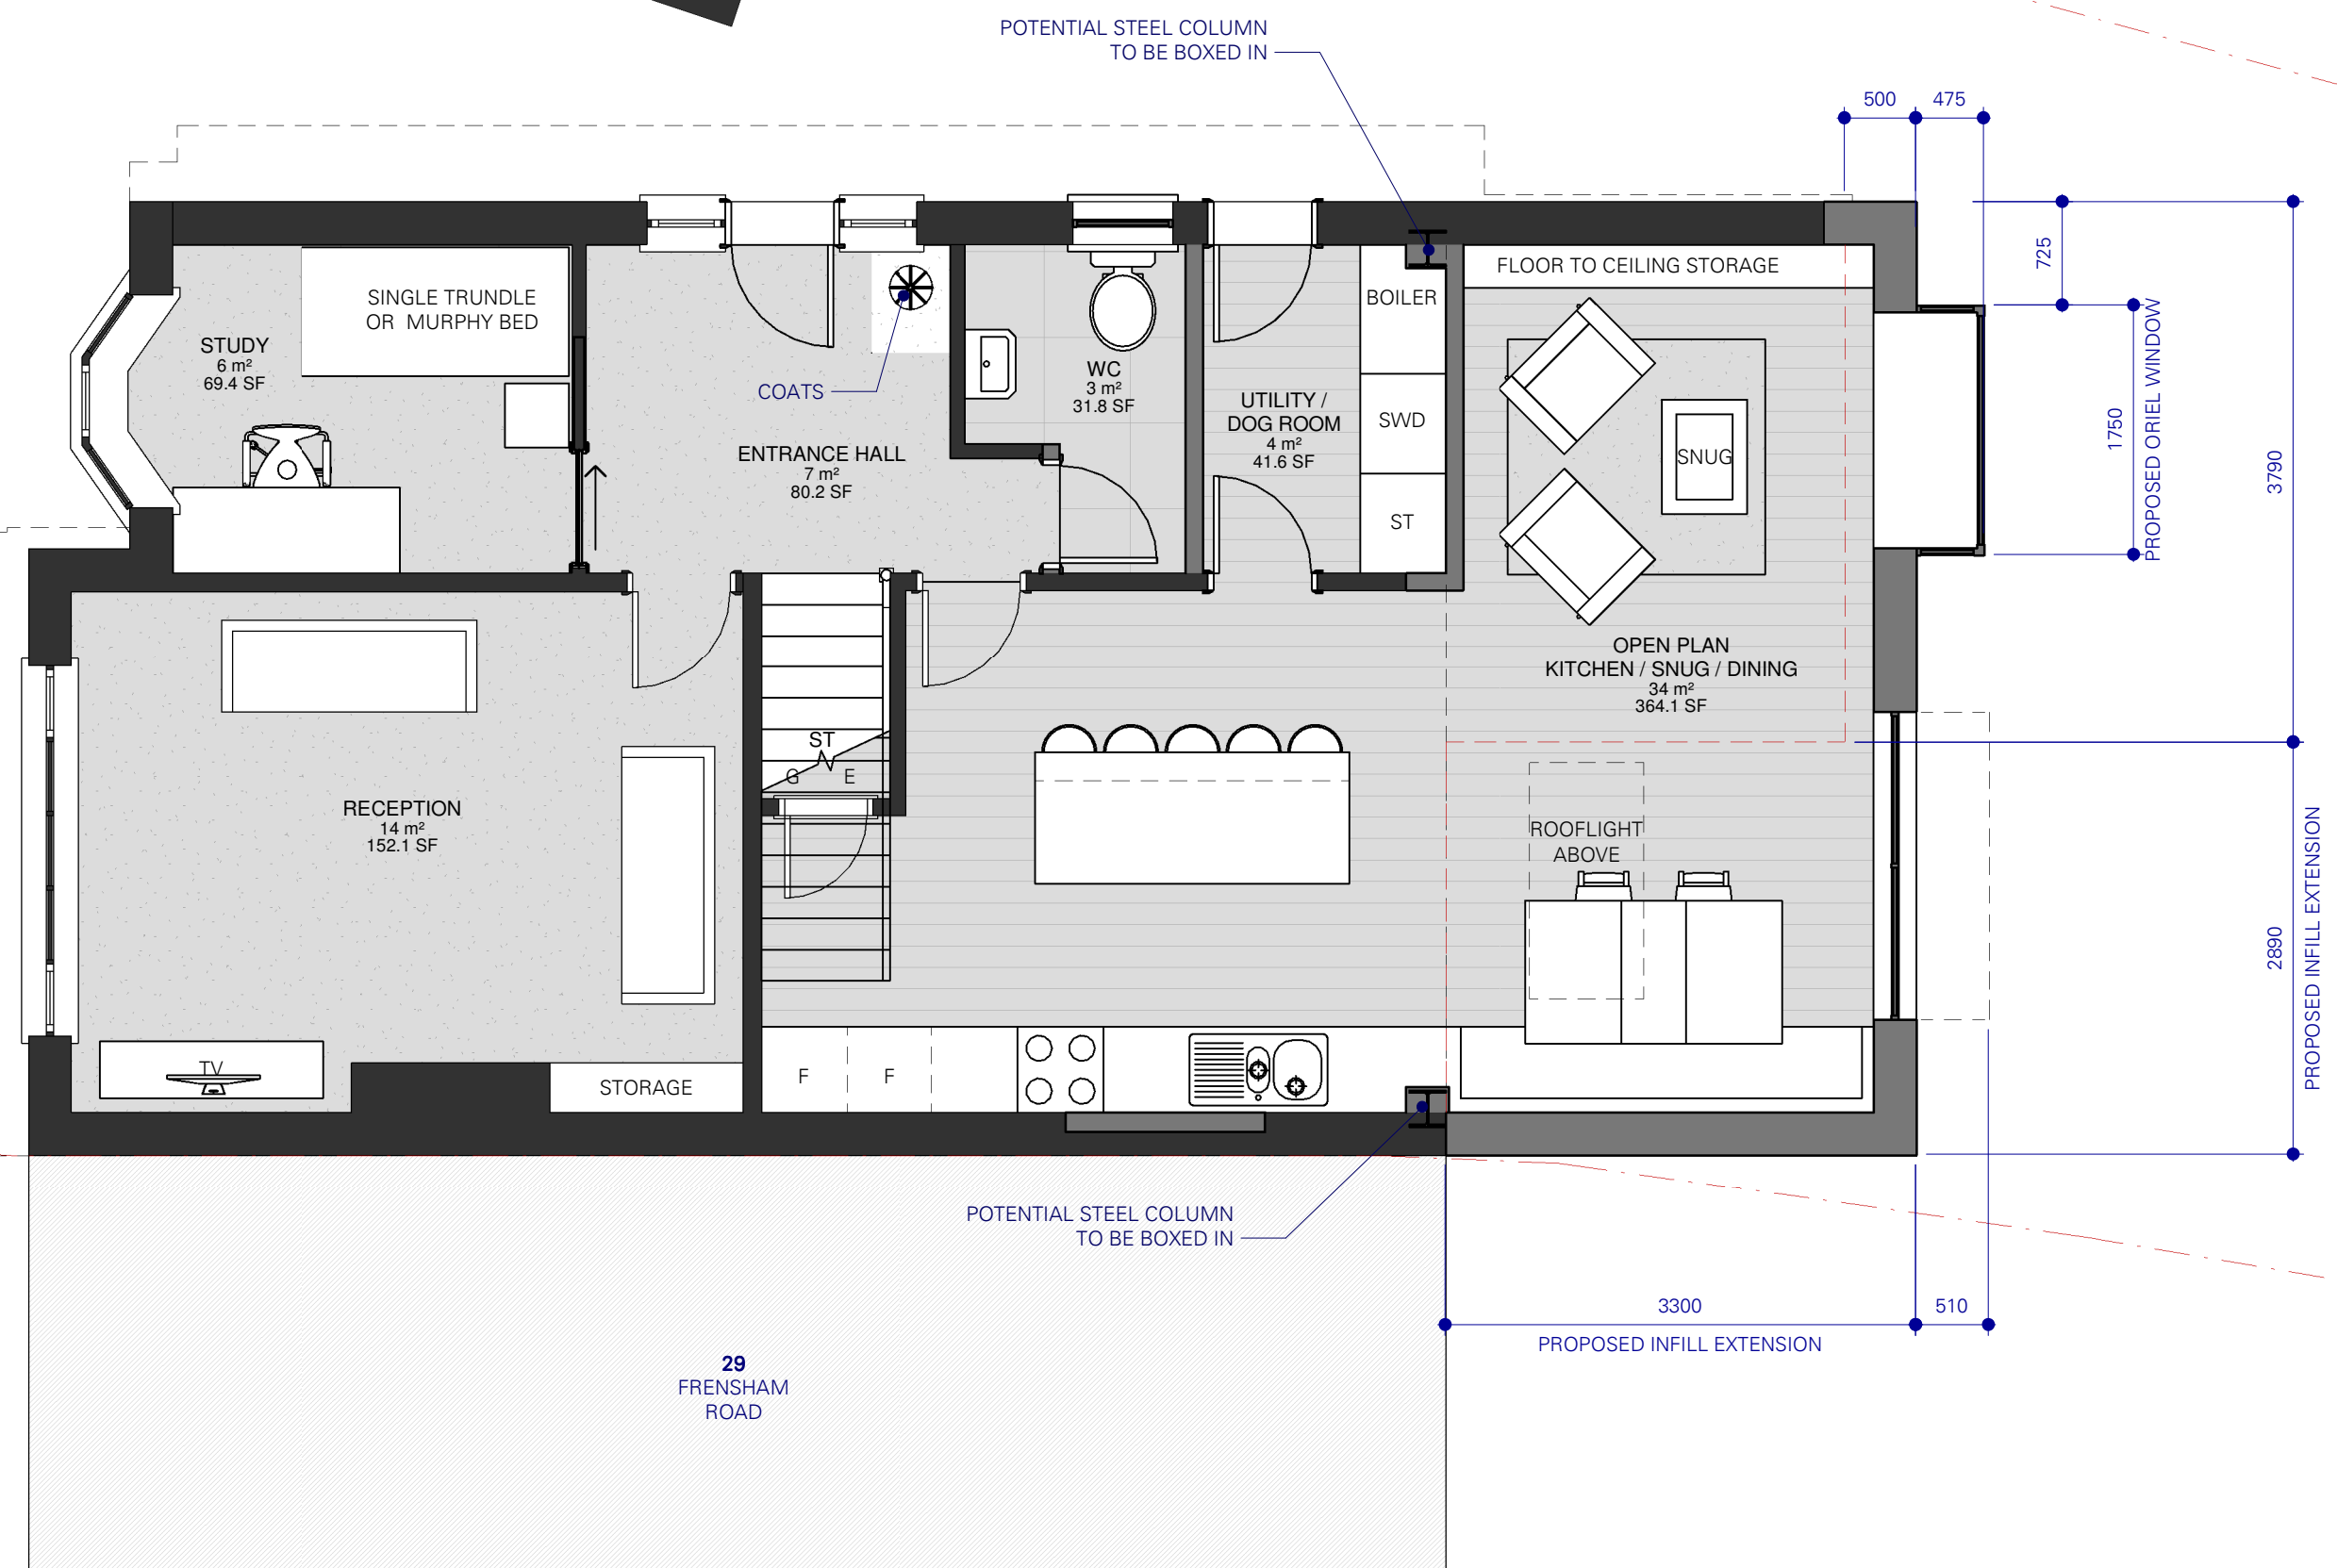 POTENTIAL STEEL COLUMN
TO BE BOXED IN
500
475
725
PROPOSED ORIEL WINDOW
1750
3790
FLOOR TO CEILING STORAGE
SINGLE TRUNDLE
OR MURPHY BED
STUDY
6 m²
69.4 SF
COATS
ENTRANCE HALL
7 m²
80.2 SF
WC
3 m²
31.8 SF
UTILITY /
DOG ROOM
4 m²
41.6 SF
BOILER
SWD
ST
SNUG
OPEN PLAN
KITCHEN / SNUG / DINING
34 m²
364.1 SF
ST
G E
RECEPTION
14 m²
152.1 SF
ROOFLIGHT
ABOVE
2890
PROPOSED INFILL EXTENSION
TV
STORAGE
F
F
POTENTIAL STEEL COLUMN
TO BE BOXED IN
3300
510
PROPOSED INFILL EXTENSION
29
FRENSHAM
ROAD